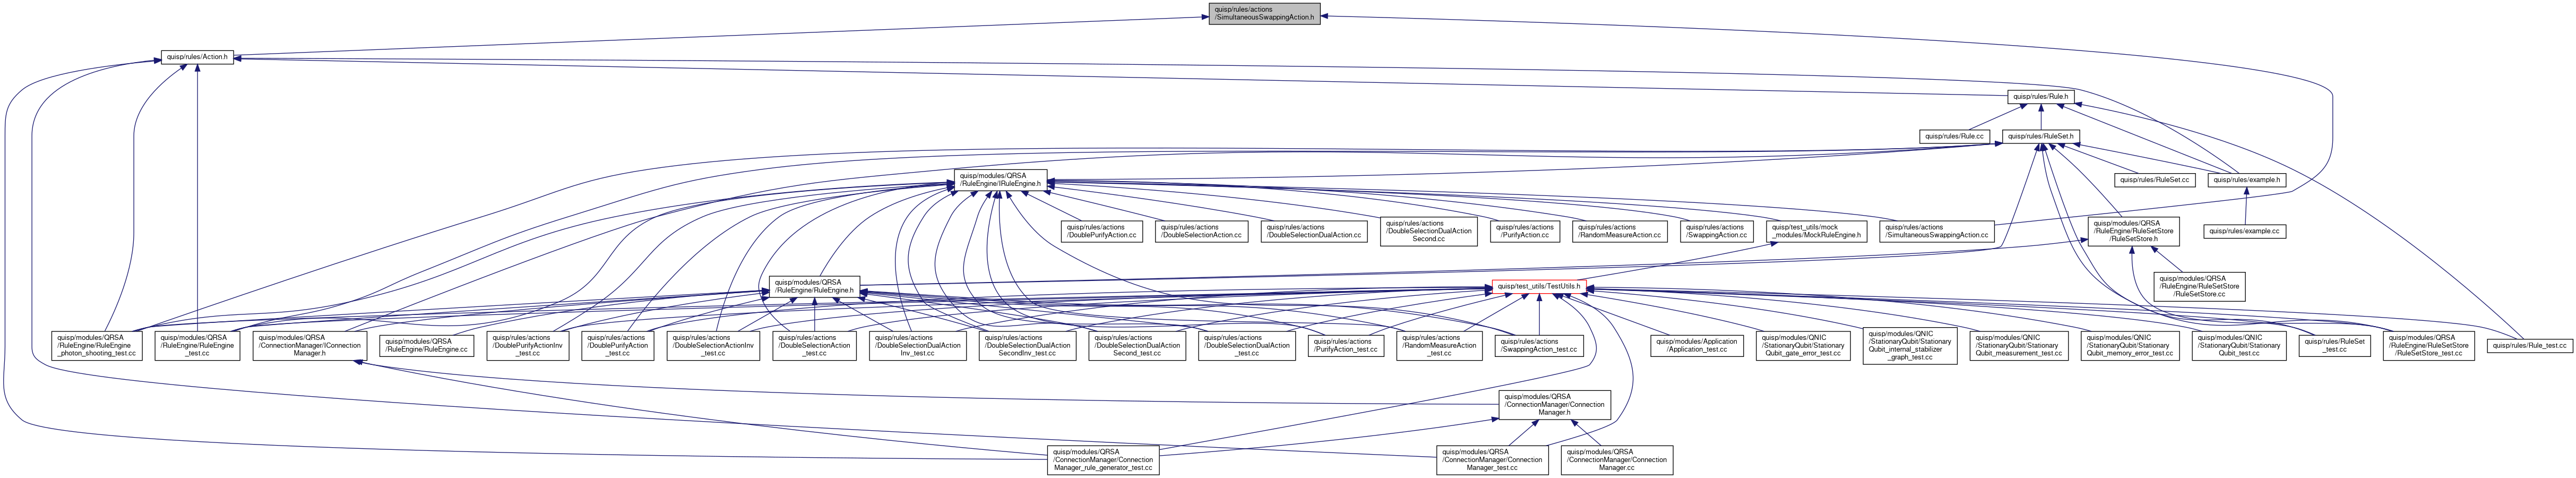 quisp/rules/actions
/SimultaneousSwappingAction.h
quisp/rules/Action.h
quisp/rules/Rule.h
quisp/rules/Rule.cc
quisp/rules/RuleSet.h
quisp/modules/QRSA
/RuleEngine/IRuleEngine.h
quisp/rules/RuleSet.cc
quisp/rules/example.h
quisp/rules/actions
/DoublePurifyAction.cc
quisp/rules/actions
/DoubleSelectionAction.cc
quisp/rules/actions
/DoubleSelectionDualAction.cc
quisp/rules/actions
/DoubleSelectionDualAction
Second.cc
quisp/rules/actions
/PurifyAction.cc
quisp/rules/actions
/RandomMeasureAction.cc
quisp/rules/actions
/SwappingAction.cc
quisp/test_utils/mock
_modules/MockRuleEngine.h
quisp/rules/actions
/SimultaneousSwappingAction.cc
quisp/modules/QRSA
/RuleEngine/RuleSetStore
/RuleSetStore.h
quisp/rules/example.cc
quisp/modules/QRSA
/RuleEngine/RuleEngine.h
quisp/test_utils/TestUtils.h
quisp/modules/QRSA
/RuleEngine/RuleSetStore
/RuleSetStore.cc
quisp/modules/QRSA
/RuleEngine/RuleEngine
_photon_shooting_test.cc
quisp/modules/QRSA
/RuleEngine/RuleEngine
_test.cc
quisp/modules/QRSA
/ConnectionManager/IConnection
Manager.h
quisp/modules/QRSA
/RuleEngine/RuleEngine.cc
quisp/rules/actions
/DoublePurifyActionInv
_test.cc
quisp/rules/actions
/DoublePurifyAction
_test.cc
quisp/rules/actions
/DoubleSelectionActionInv
_test.cc
quisp/rules/actions
/DoubleSelectionAction
_test.cc
quisp/rules/actions
/DoubleSelectionDualAction
Inv_test.cc
quisp/rules/actions
/DoubleSelectionDualAction
SecondInv_test.cc
quisp/rules/actions
/DoubleSelectionDualAction
Second_test.cc
quisp/rules/actions
/DoubleSelectionDualAction
_test.cc
quisp/rules/actions
/PurifyAction_test.cc
quisp/rules/actions
/RandomMeasureAction
_test.cc
quisp/rules/actions
/SwappingAction_test.cc
quisp/modules/Application
/Application_test.cc
quisp/modules/QNIC
/StationaryQubit/Stationary
Qubit_gate_error_test.cc
quisp/modules/QNIC
/StationaryQubit/Stationary
Qubit_internal_stabilizer
_graph_test.cc
quisp/modules/QNIC
/StationaryQubit/Stationary
Qubit_measurement_test.cc
quisp/modules/QNIC
/StationaryQubit/Stationary
Qubit_memory_error_test.cc
quisp/modules/QNIC
/StationaryQubit/Stationary
Qubit_test.cc
quisp/rules/RuleSet
_test.cc
quisp/modules/QRSA
/RuleEngine/RuleSetStore
/RuleSetStore_test.cc
quisp/rules/Rule_test.cc
quisp/modules/QRSA
/ConnectionManager/Connection
Manager.h
quisp/modules/QRSA
/ConnectionManager/Connection
Manager_rule_generator_test.cc
quisp/modules/QRSA
/ConnectionManager/Connection
Manager_test.cc
quisp/modules/QRSA
/ConnectionManager/Connection
Manager.cc